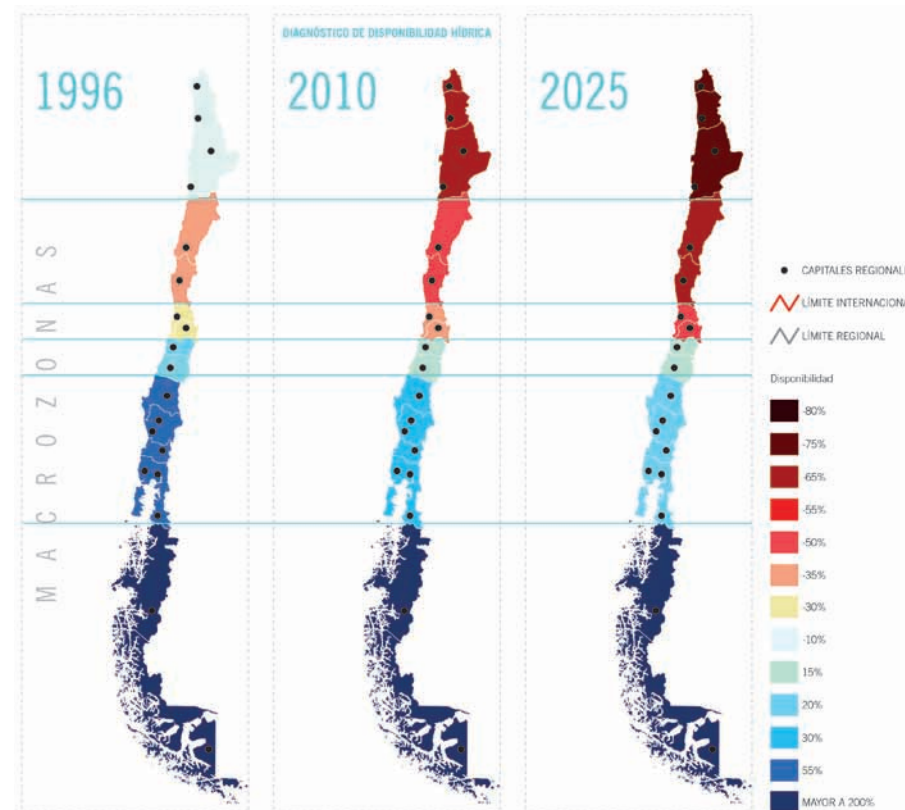 DIAGNÓSTICO DE DISPONIBILIDAD HÍDRICA
1996
2010
2025
MACROZONAS
CAPITALES REGIONALE
LÍMITE INTERNACIONA
LÍMITE REGIONAL
Disponibilidad
-80%
-75%
-65%
-55%
-50%
-35%
-30%
-10%
15%
20%
30%
55%
MAYOR A 200%